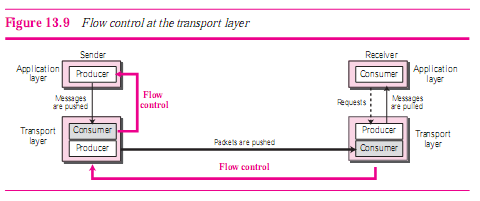 Figure 13.9 Flow control at the transport layer
Sender
Receiver
Application
layer
Producer
Flow
control
Messages
are pushed
Transport
layer
Consumer
Producer
Packets are pushed
Flow control
Consumer
Application
layer
Requests
Messages
are pulled
Producer
Consumer
Transport
layer